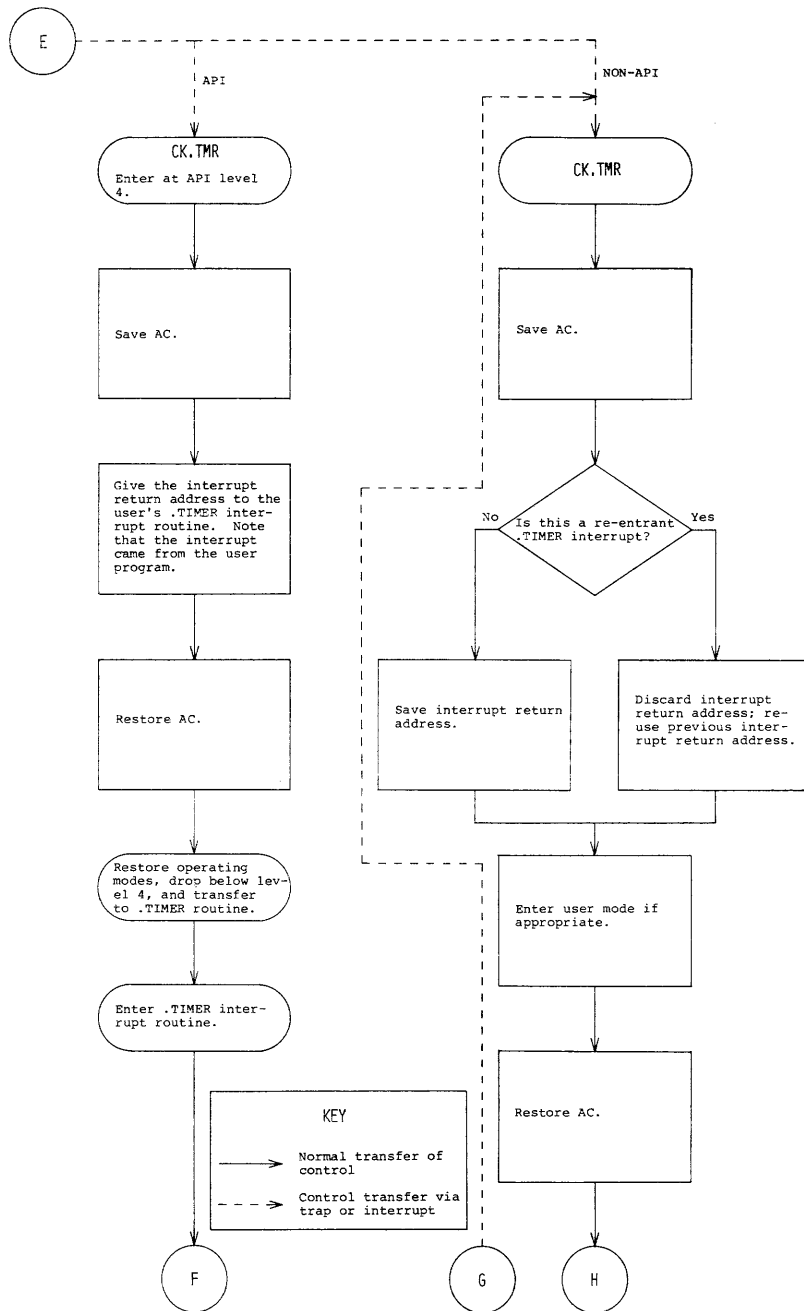 E
API
NON-API
CK.TMR
Enter at API level
4.
CK.TMR
Save AC.
Save AC.
Give the interrupt
return address to the
user's .TIMER inter-
rupt routine. Note
that the interrupt
came from the user
program.
No
Is this a re-entrant
.TIMER interrupt?
Yes
Restore AC.
Save interrupt return
address.
Discard interrupt
return address; re-
use previous inter-
rupt return address.
Restore operating
modes, drop below lev-
el 4, and transfer
to .TIMER routine.
Enter user mode if
appropriate.
Enter .TIMER inter-
rupt routine.
Restore AC.
KEY
Normal transfer of
control
Control transfer via
trap or interrupt
F
G
H